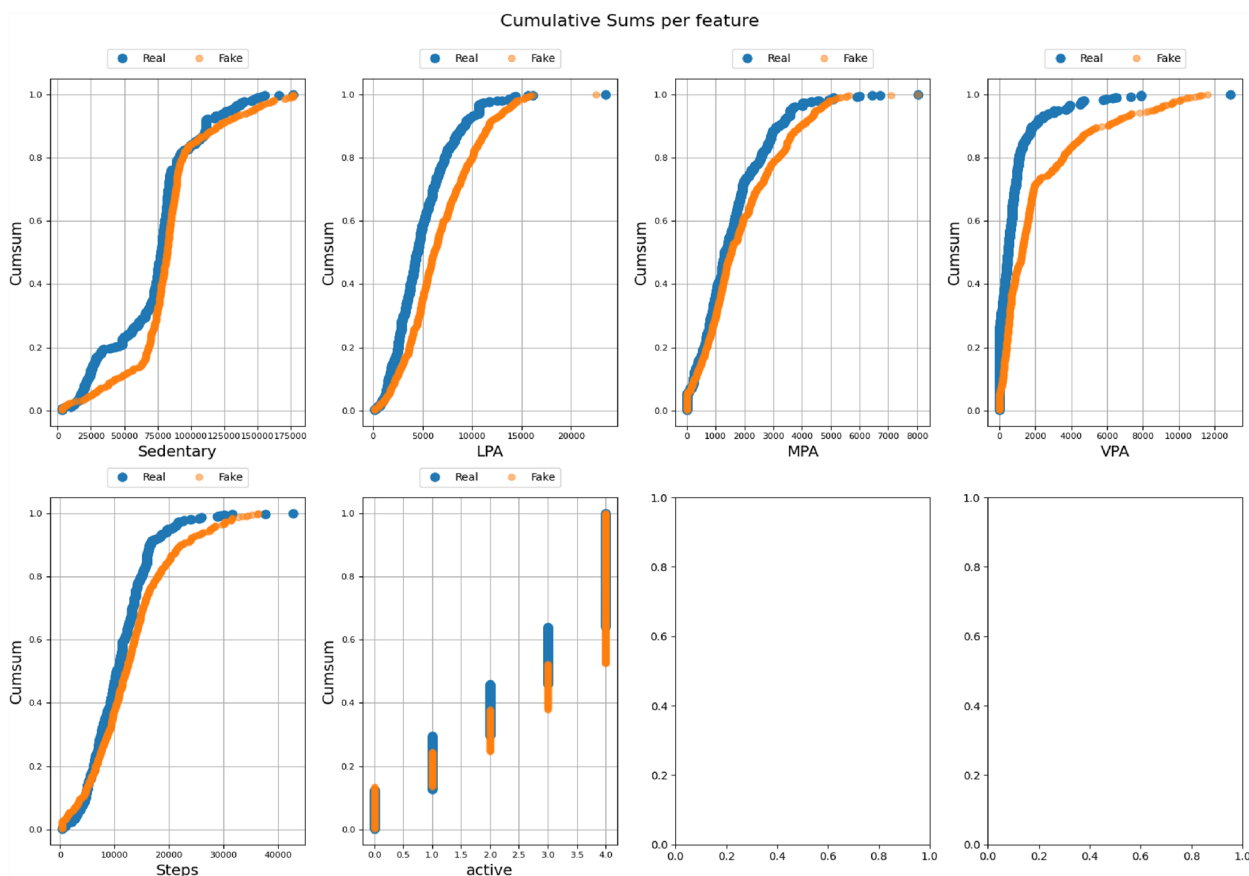 Cumulative Sums per feature
Real Fake
Real Fake
Real Fake
Real Fake
1.0 0.8 0.6 0.4 0.2 0.0
Cumsum
0 25000 50000 75000 100000 125000 150000 175000
Sedentary
1.0 0.8 0.6 0.4 0.2 0.0
Cumsum
0 5000 10000 15000 20000
LPA
1.0 0.8 0.6 0.4 0.2 0.0
Cumsum
0 1000 2000 3000 4000 5000 6000 7000 8000
MPA
1.0 0.8 0.6 0.4 0.2 0.0
Cumsum
0 2000 4000 6000 8000 10000 12000
VPA
Real Fake
Real Fake
1.0 0.8 0.6 0.4 0.2 0.0
Cumsum
0 10000 20000 30000 40000
Steps
1.0 0.8 0.6 0.4 0.2 0.0
Cumsum
0.0 0.5 1.0 1.5 2.0 2.5 3.0 3.5 4.0
active
1.0 0.8 0.6 0.4 0.2 0.0
0.0 0.2 0.4 0.6 0.8 1.0
1.0 0.8 0.6 0.4 0.2 0.0
0.0 0.2 0.4 0.6 0.8 1.0